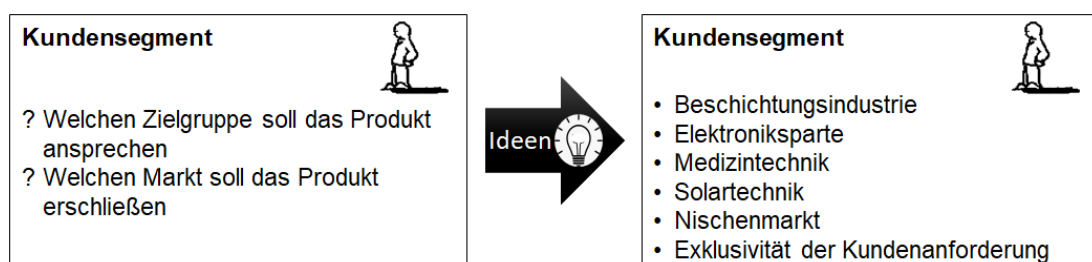 Kundensegment
? Welchen Zielgruppe soll das Produkt
ansprechen
? Welchen Markt soll das Produkt
erschließen
Ideen
Kundensegment
• Beschichtungsindustrie
• Elektroniksparte
• Medizintechnik
• Solartechnik
• Nischenmarkt
• Exklusivität der Kundenanforderung